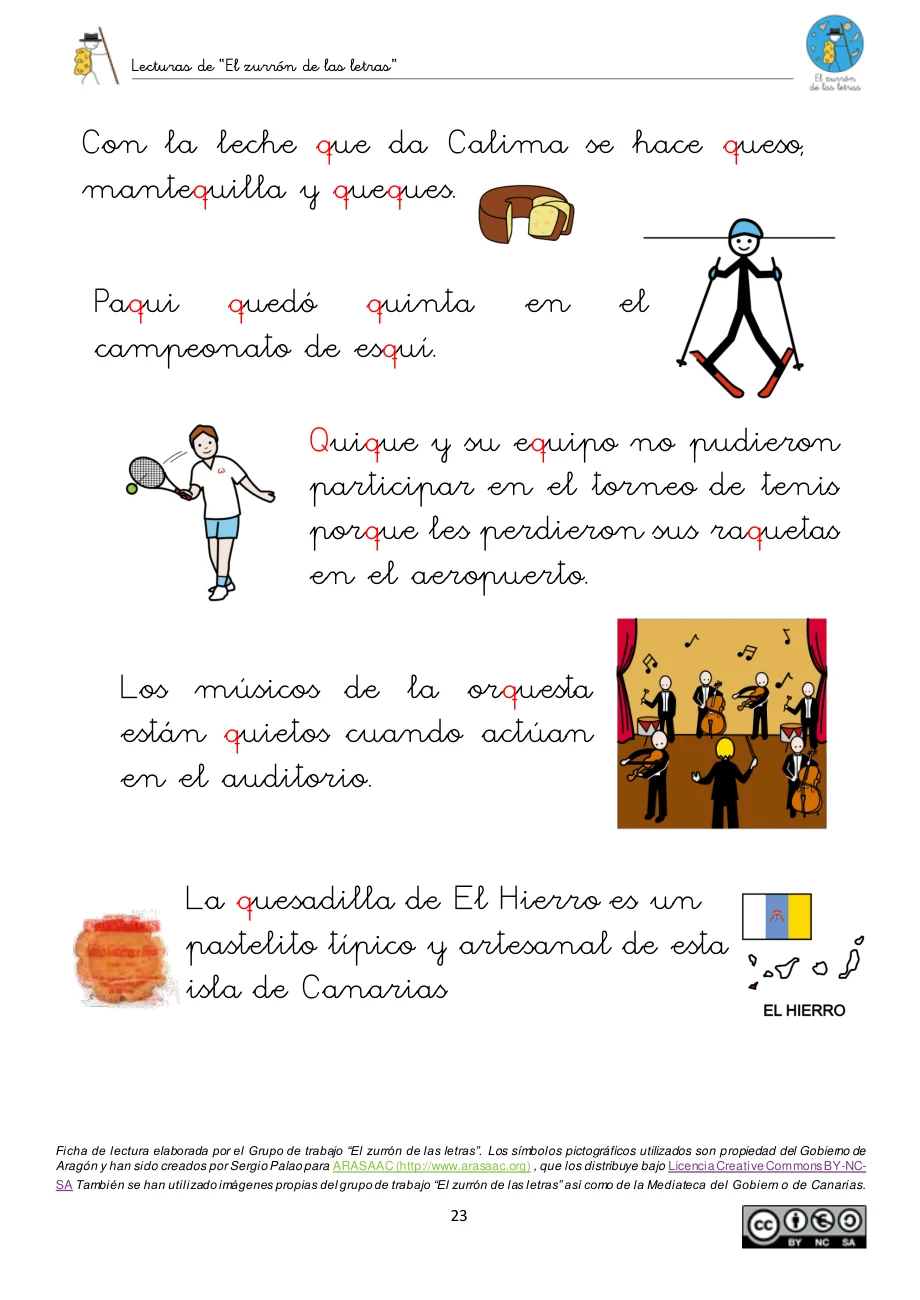 Lecturas de "El zurrón de las letras"
El zurrón
de las letras
Con la leche que da Calima se hace queso,
mantequilla y queques.
Paqui quedó quinta en el
campeonato de esquí.
Quique y su equipo no pudieron
participar en el torneo de tenis
porque les perdieron sus raquetas
en el aeropuerto.
Los músicos de la orquesta
están quietos cuando actúan
en el auditorio.
La quesadilla de El Hierro es un
pastelito típico y artesanal de esta
isla de Canarias
EL HIERRO
Ficha de lectura elaborada por el Grupo de trabajo “El zurrón de las letras”. Los símbolos pictográficos utilizados son propiedad del Gobierno de
Aragón y han sido creados por Sergio Palao para ARASAAC (http://www.arasaac.org) , que los distribuye bajo Licencia Creative Commons BY-NC-
SA También se han utilizado imágenes propias del grupo de trabajo “El zurrón de las letras” así como de la Mediateca del Gobiern o de Canarias.
23
cc
BY NC SA